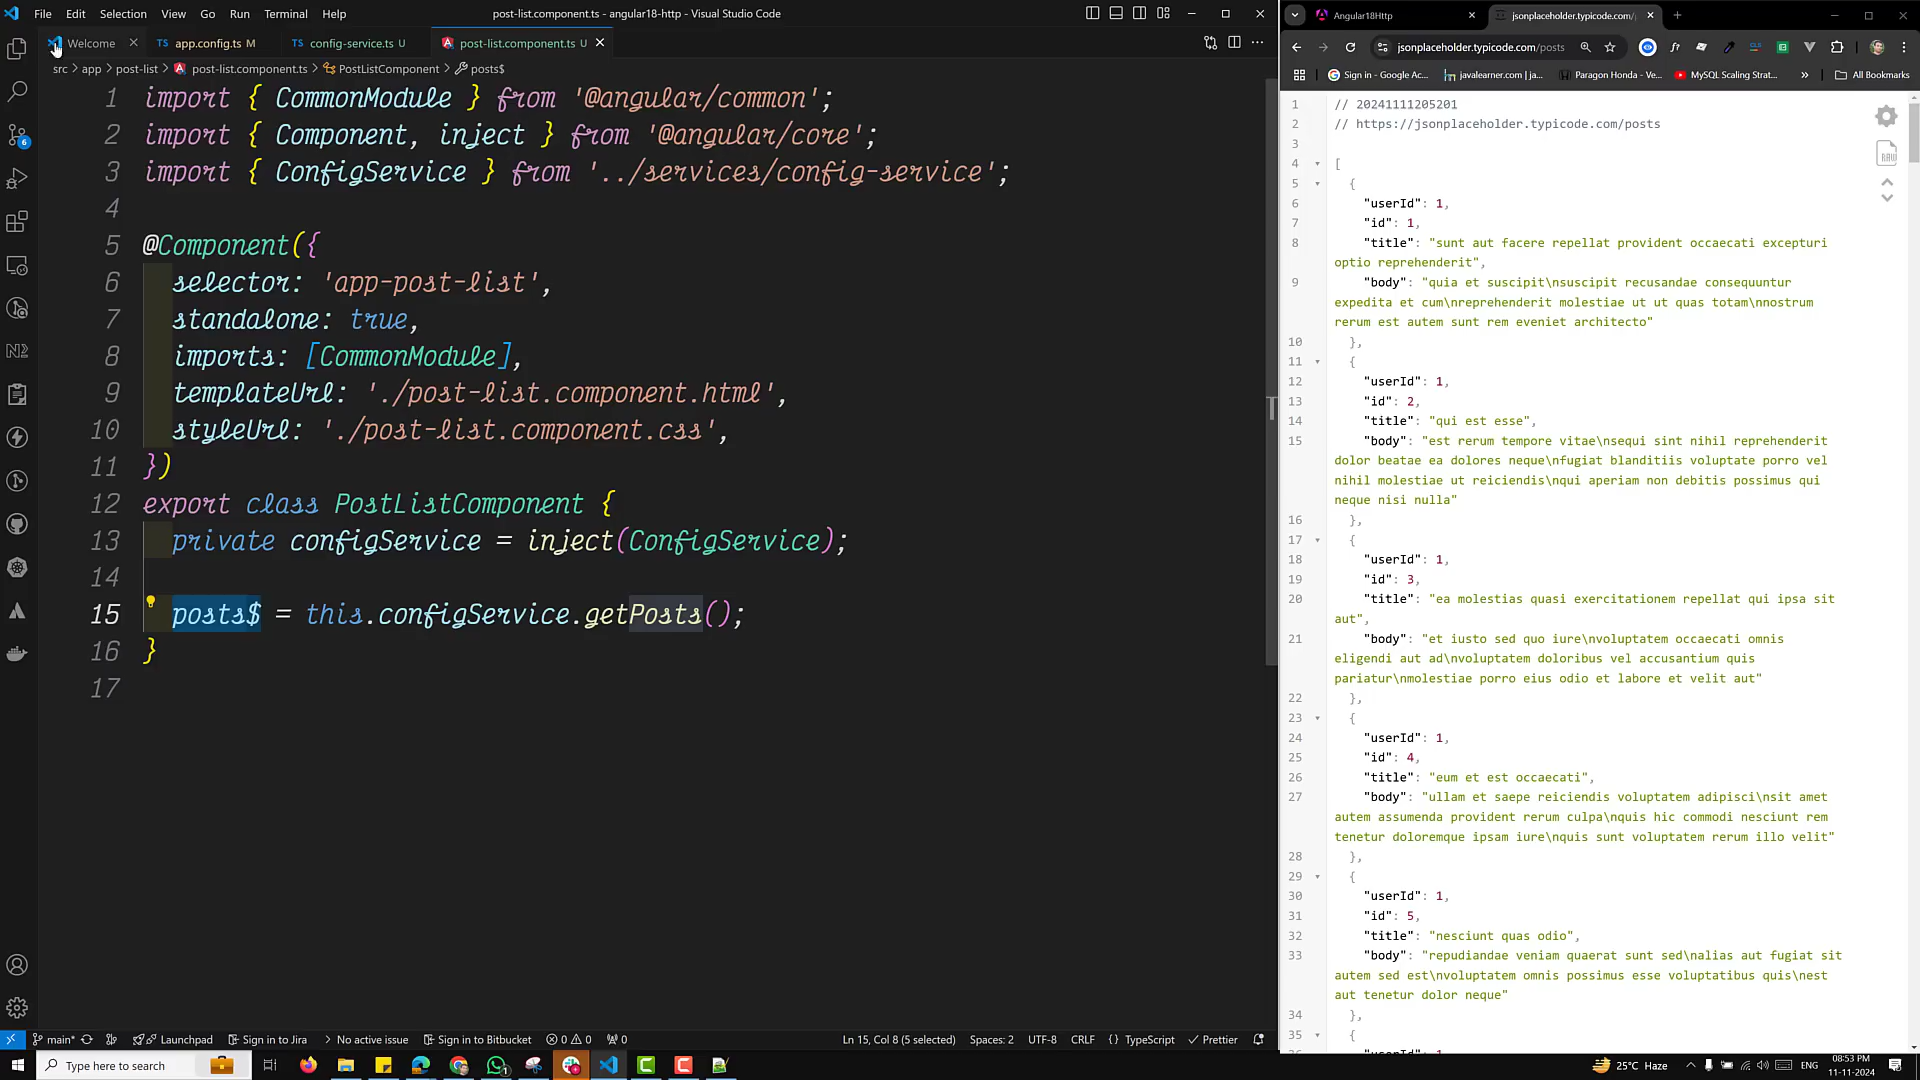 File Edit Selection View Go Run Terminal Help
post-list.component.ts - angular18-http - Visual Studio Code
Welcome
TS app.config.ts M
TS config-service.ts U
post-list.component.ts U
src > app > post-list > post-list.component.ts > PostListComponent > posts$
1 import { CommonModule } from '@angular/common';
2 import { Component, inject } from '@angular/core';
3 import { ConfigService } from '../services/config-service';
4
5 @Component({
6 selector: 'app-post-list',
7 standalone: true,
8 imports: [CommonModule],
9 templateUrl: './post-list.component.html',
10 styleUrl: './post-list.component.css',
11 })
12 export class PostListComponent {
13 private configService = inject(ConfigService);
14
15 posts$ = this.configService.getPosts();
16 }
17
6
N2
main* Launchpad Sign in to Jira No active issue Sign in to Bitbucket 0 0 0
Ln 15, Col 8 (5 selected) Spaces: 2 UTF-8 CRLF {} TypeScript Prettier
Angular18Http
jsonplaceholder.typicode.com/
jsonplaceholder.typicode.com/posts
Sign in - Google Ac... javalearner.com | ja... Paragon Honda - Ve... MySQL Scaling Strat... » All Bookmarks
1 // 20241111205201
2 // https://jsonplaceholder.typicode.com/posts
3
4 [
5 {
6 "userId": 1,
7 "id": 1,
8 "title": "sunt aut facere repellat provident occaecati excepturi
optio reprehenderit",
9 "body": "quia et suscipit\nsuscipit recusandae consequuntur
expedita et cum\nreprehenderit molestiae ut ut quas totam\nnostrum
rerum est autem sunt rem eveniet architecto"
10 },
11 {
12 "userId": 1,
13 "id": 2,
14 "title": "qui est esse",
15 "body": "est rerum tempore vitae\nsequi sint nihil reprehenderit
dolor beatae ea dolores neque\nfugiat blanditiis voluptate porro vel
nihil molestiae ut reiciendis\nqui aperiam non debitis possimus qui
neque nisi nulla"
16 },
17 {
18 "userId": 1,
19 "id": 3,
20 "title": "ea molestias quasi exercitationem repellat qui ipsa sit
aut",
21 "body": "et iusto sed quo iure\nvoluptatem occaecati omnis
eligendi aut ad\nvoluptatem doloribus vel accusantium quis
pariatur\nmolestiae porro eius odio et labore et velit aut"
22 },
23 {
24 "userId": 1,
25 "id": 4,
26 "title": "eum et est occaecati",
27 "body": "ullam et saepe reiciendis voluptatem adipisci\nsit amet
autem assumenda provident rerum culpa\nquis hic commodi nesciunt rem
tenetur doloremque ipsam iure\nquis sunt voluptatem rerum illo velit"
28 },
29 {
30 "userId": 1,
31 "id": 5,
32 "title": "nesciunt quas odio",
33 "body": "repudiandae veniam quaerat sunt sed\nalias aut fugiat sit
autem sed est\nvoluptatem omnis possimus esse voluptatibus quis\nest
aut tenetur dolor neque"
34 },
35 {
RAW
Type here to search
25°C Haze ENG 08:53 PM
11-11-2024